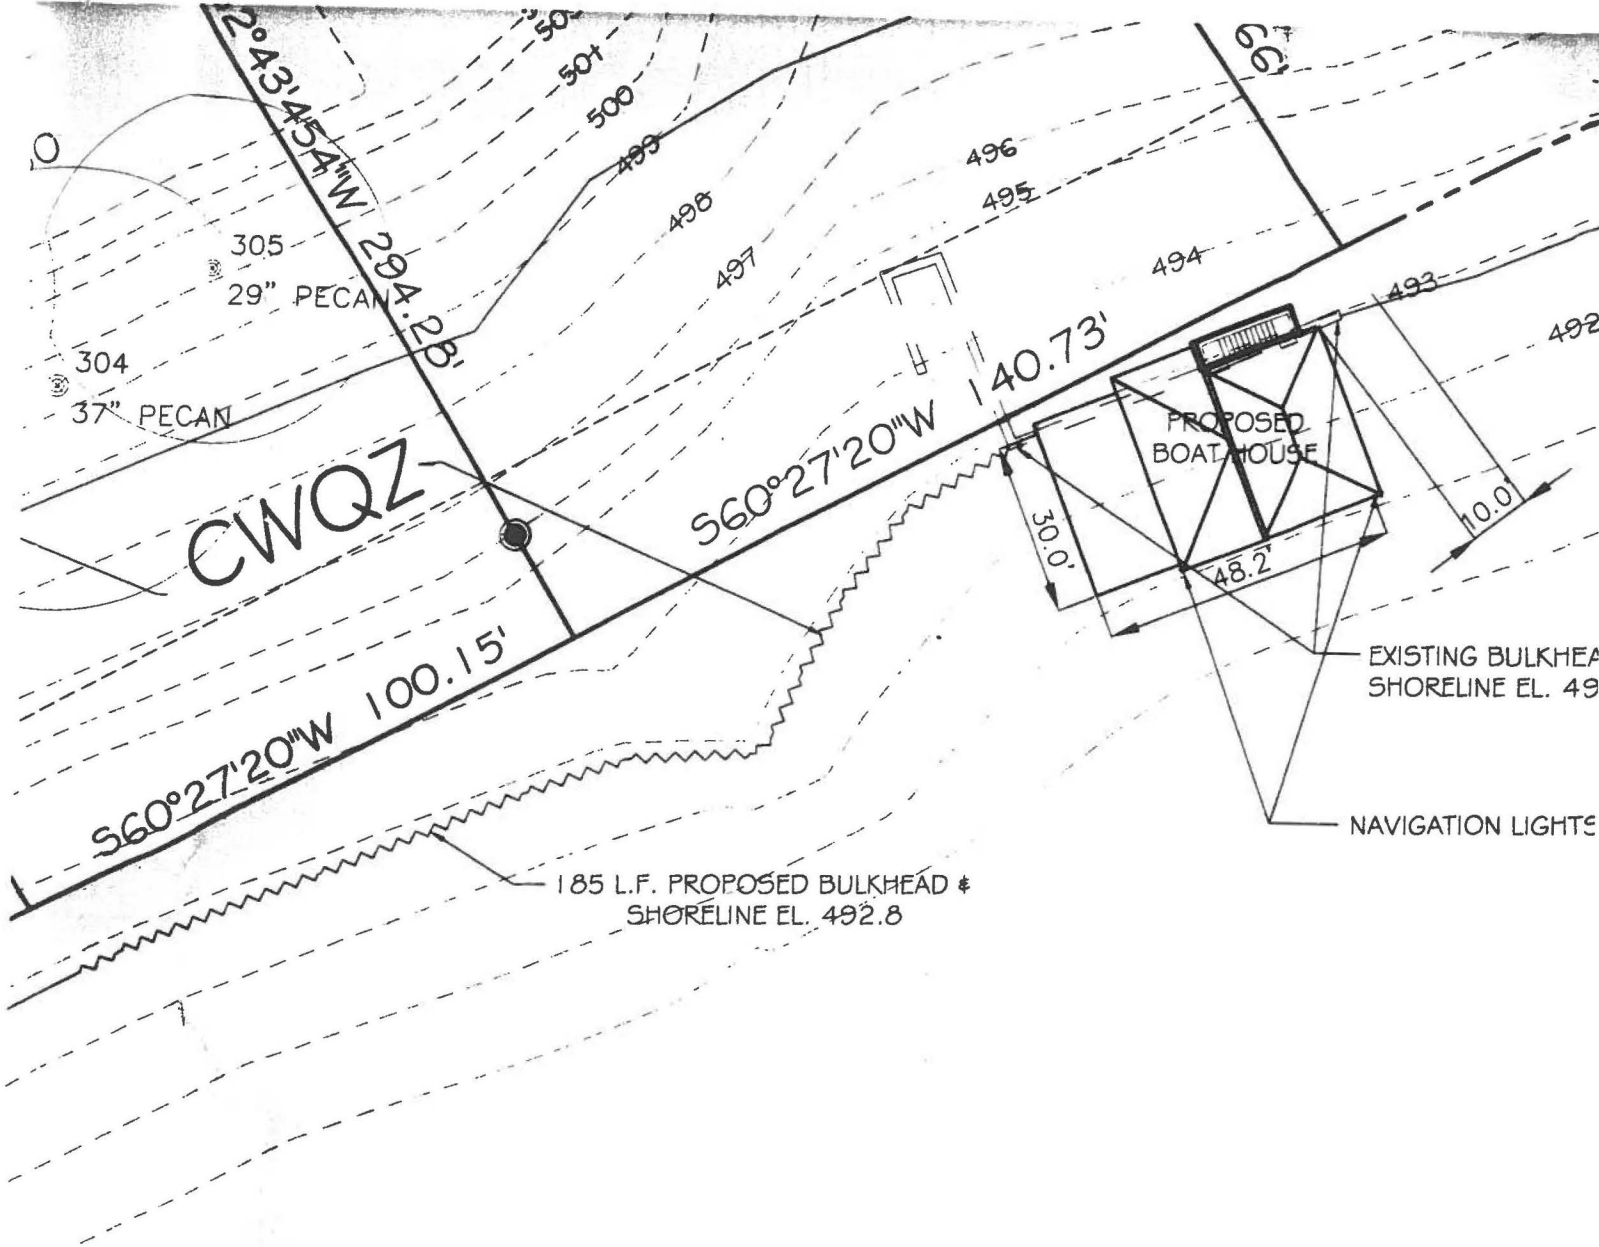 2°43'45"W 294.28'
66'
501
500
499
498
497
496
495
494
493
492
305
29" PECAN
304
37" PECAN
CWQZ
S60°27'20"W 140.73'
S60°27'20"W 100.15'
PROPOSED
BOAT HOUSE
30.0'
48.2'
10.0'
EXISTING BULKHEA
SHORELINE EL. 49
NAVIGATION LIGHTS
185 L.F. PROPOSED BULKHEAD &
SHORELINE EL. 492.8